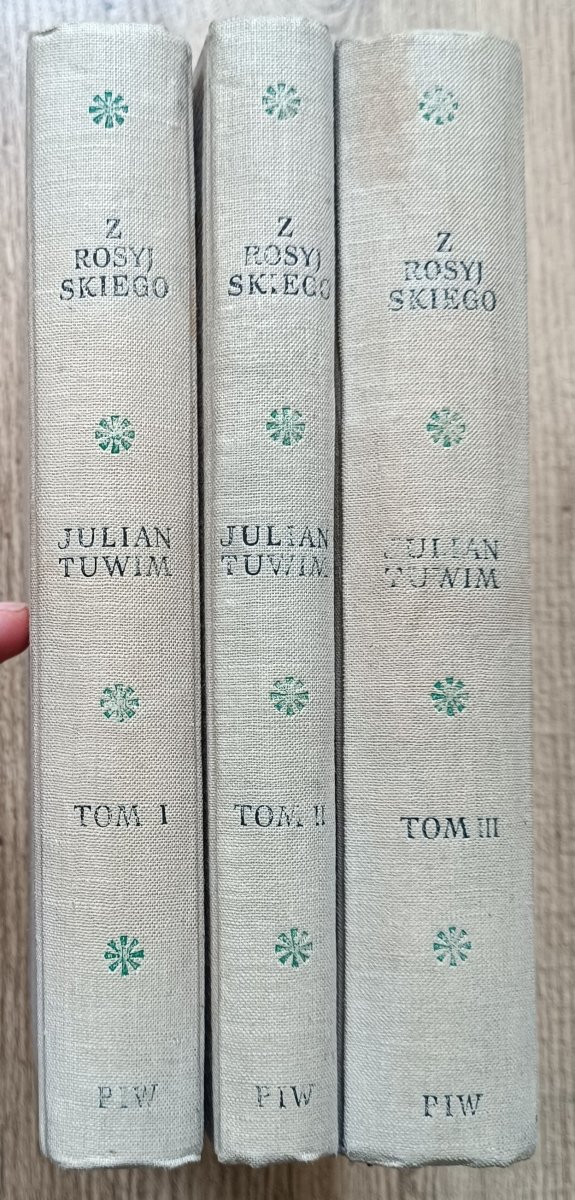 Z
ROSYJ
SKIEGO
JULIAN
TUWIM
TOM I
PIW
Z
ROSYJ
SKIEGO
JULIAN
TUWIM
TOM II
PIW
Z
ROSYJ
SKIEGO
JULIAN
TUWIM
TOM III
PIW